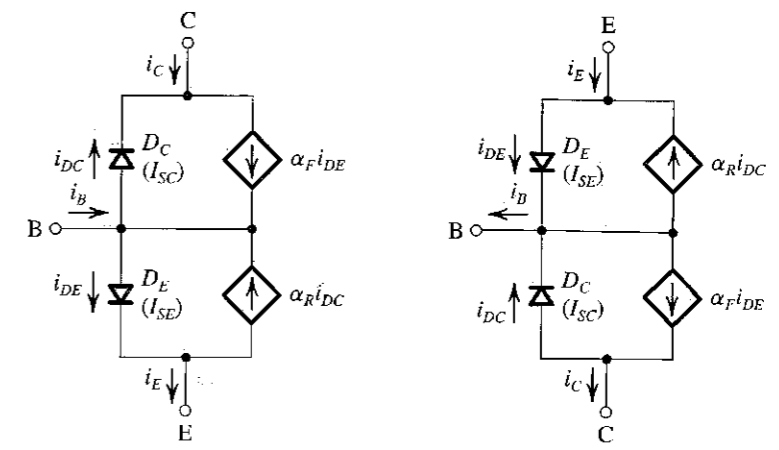 C
i_C
i_DC
D_C
(I_SC)
α_F i_DE
i_B
B
i_DE
D_E
(I_SE)
α_R i_DC
i_E
E
E
i_E
i_DE
D_E
(I_SE)
α_R i_DC
i_B
B
i_DC
D_C
(I_SC)
α_F i_DE
i_C
C